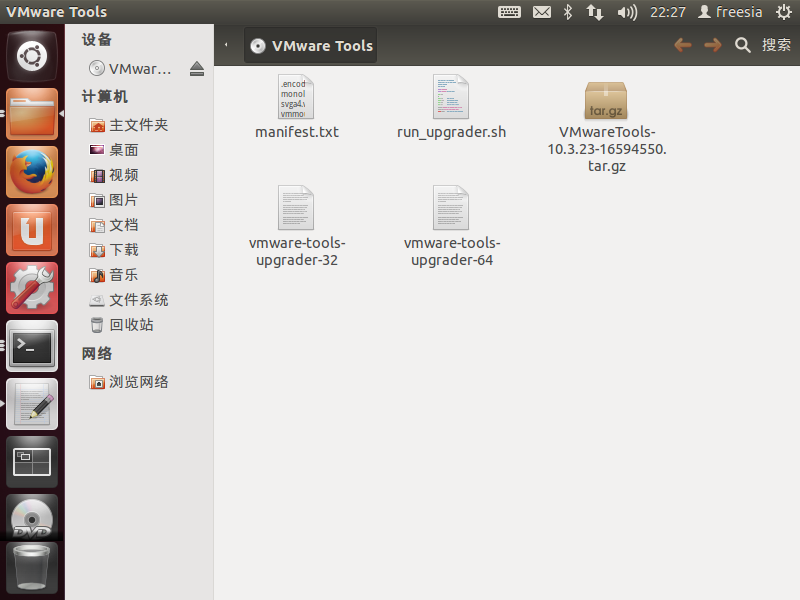 VMware Tools
22:27
freesia
设备
VMwar...
计算机
主文件夹
桌面
视频
图片
文档
下载
音乐
文件系统
回收站
网络
浏览网络
VMware Tools
搜索
.encod
monol
svga4.
vmmou
manifest.txt
run_upgrader.sh
tar.gz
VMwareTools-
10.3.23-16594550.
tar.gz
vmware-tools-
upgrader-32
vmware-tools-
upgrader-64
>_
DVD